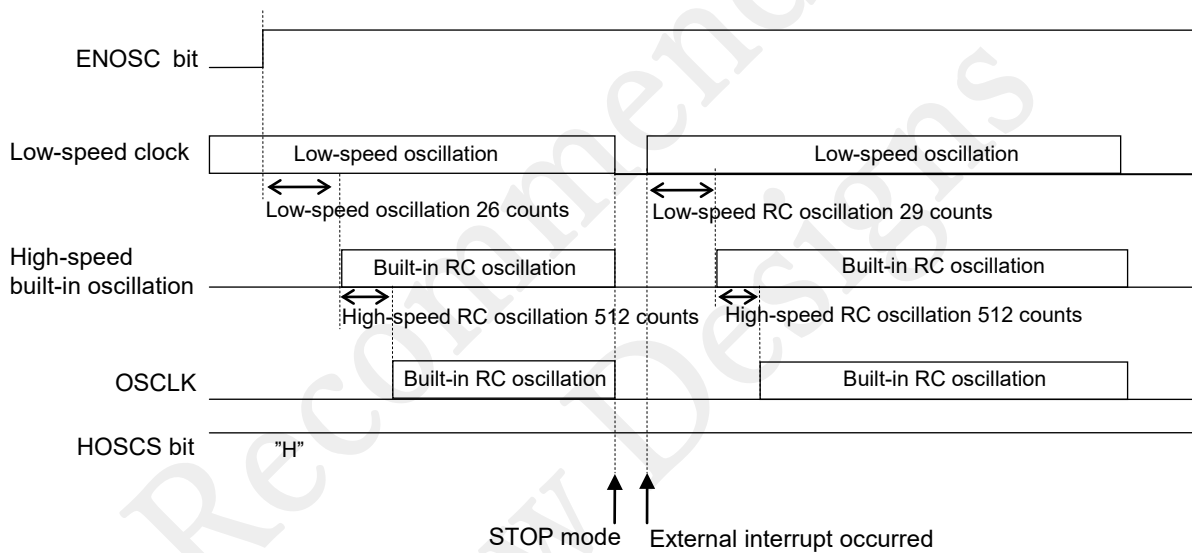 ENOSC bit
Low-speed clock
Low-speed oscillation
Low-speed oscillation
Low-speed oscillation 26 counts
Low-speed RC oscillation 29 counts
High-speed
built-in oscillation
Built-in RC oscillation
Built-in RC oscillation
High-speed RC oscillation 512 counts
High-speed RC oscillation 512 counts
OSCLK
Built-in RC oscillation
Built-in RC oscillation
HOSCS bit
"H"
STOP mode
External interrupt occurred
Recommend
w Designs